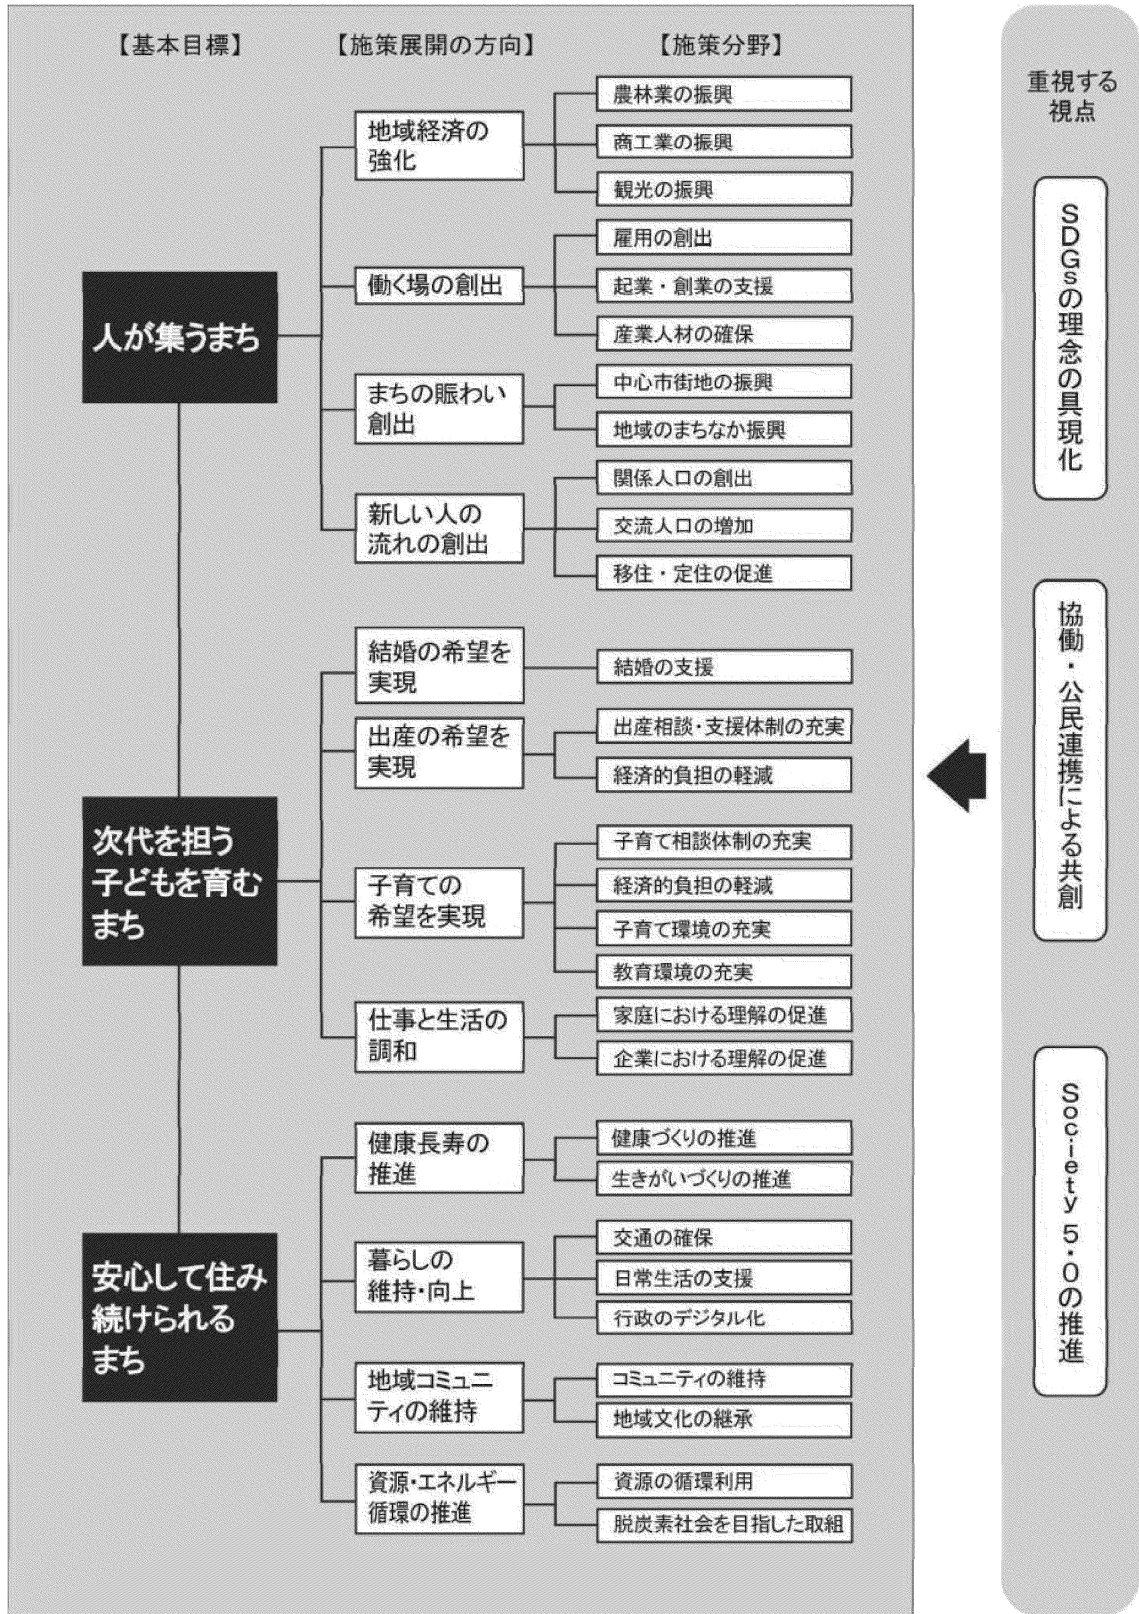 【基本目標】
【施策展開の方向】
【施策分野】
人が集うまち
地域経済の
強化
農林業の振興
商工業の振興
観光の振興
働く場の創出
雇用の創出
起業・創業の支援
産業人材の確保
まちの賑わい
創出
中心市街地の振興
地域のまちなか振興
新しい人の
流れの創出
関係人口の創出
交流人口の増加
移住・定住の促進
次代を担う
子どもを育む
まち
結婚の希望を
実現
結婚の支援
出産の希望を
実現
出産相談・支援体制の充実
経済的負担の軽減
子育ての
希望を実現
子育て相談体制の充実
経済的負担の軽減
子育て環境の充実
教育環境の充実
仕事と生活の
調和
家庭における理解の促進
企業における理解の促進
安心して住み
続けられる
まち
健康長寿の
推進
健康づくりの推進
生きがいづくりの推進
暮らしの
維持・向上
交通の確保
日常生活の支援
行政のデジタル化
地域コミュニ
ティの維持
コミュニティの維持
地域文化の継承
資源・エネルギー
循環の推進
資源の循環利用
脱炭素社会を目指した取組
重視する
視点
SDGsの理念の具現化
協働・公民連携による共創
Society 5・0の推進